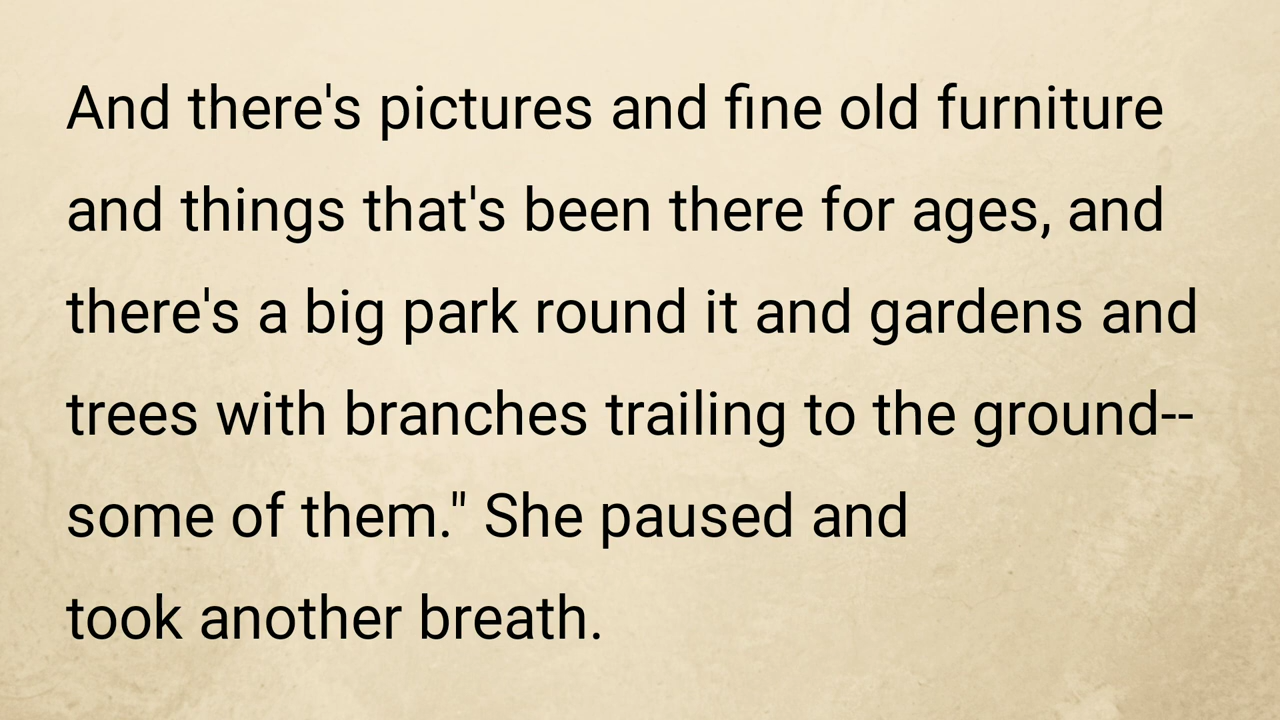 And there's pictures and fine old furniture
and things that's been there for ages, and
there's a big park round it and gardens and
trees with branches trailing to the ground--
some of them." She paused and
took another breath.